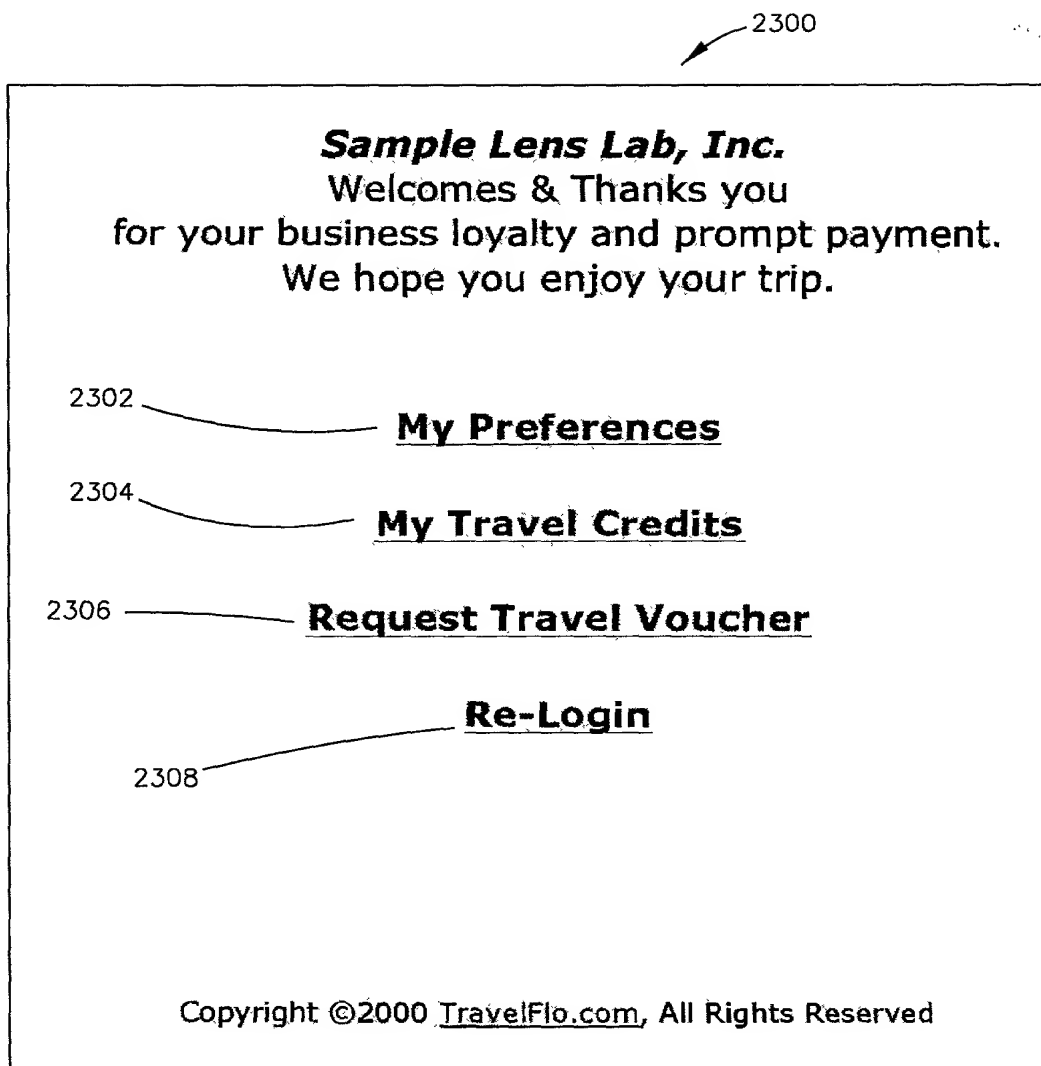 2300
Sample Lens Lab, Inc.
Welcomes & Thanks you
for your business loyalty and prompt payment.
We hope you enjoy your trip.
2302
My Preferences
2304
My Travel Credits
2306
Request Travel Voucher
Re-Login
2308
Copyright ©2000 TravelFlo.com, All Rights Reserved